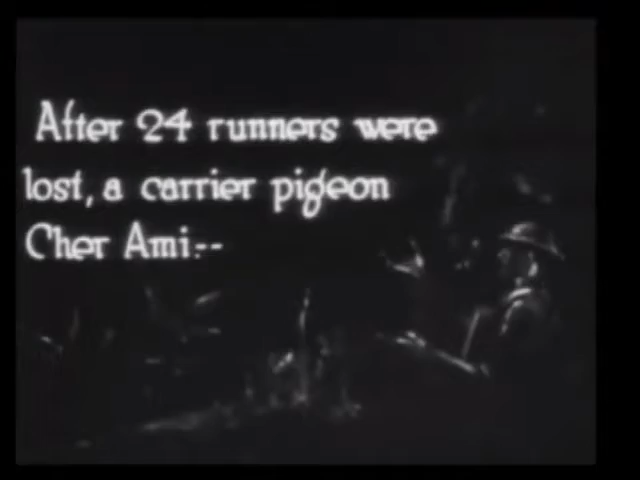 After 24 runners were
lost, a carrier pigeon
Cher Ami--